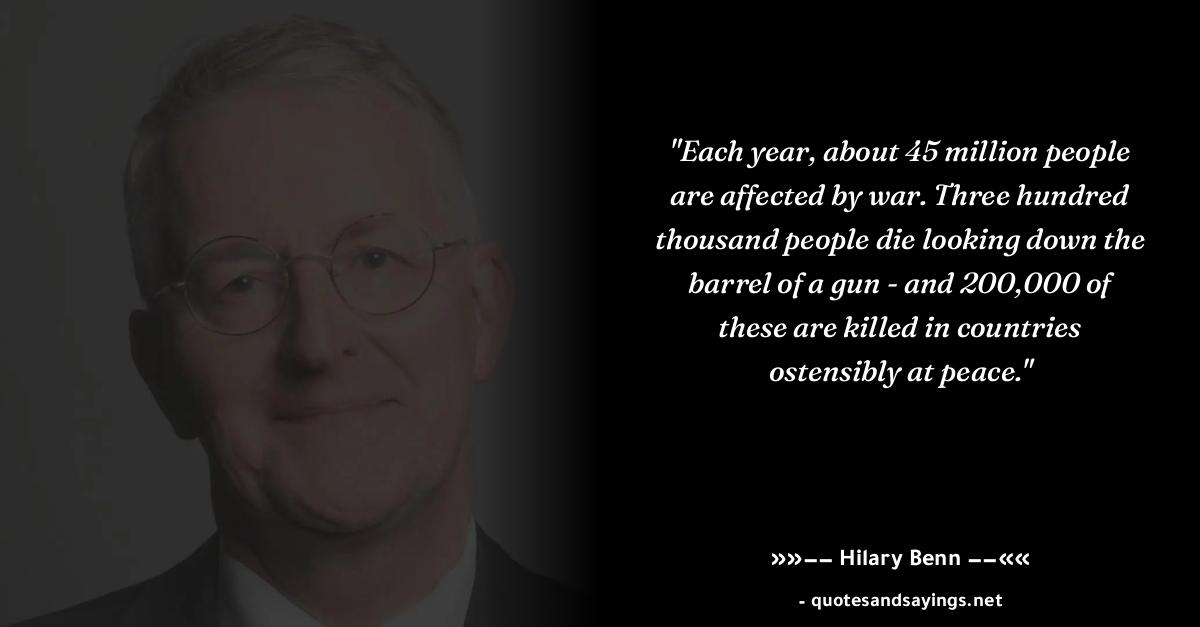 "Each year, about 45 million people
are affected by war. Three hundred
thousand people die looking down the
barrel of a gun - and 200,000 of
these are killed in countries
ostensibly at peace."
»»–– Hilary Benn ––««
- quotesandsayings.net